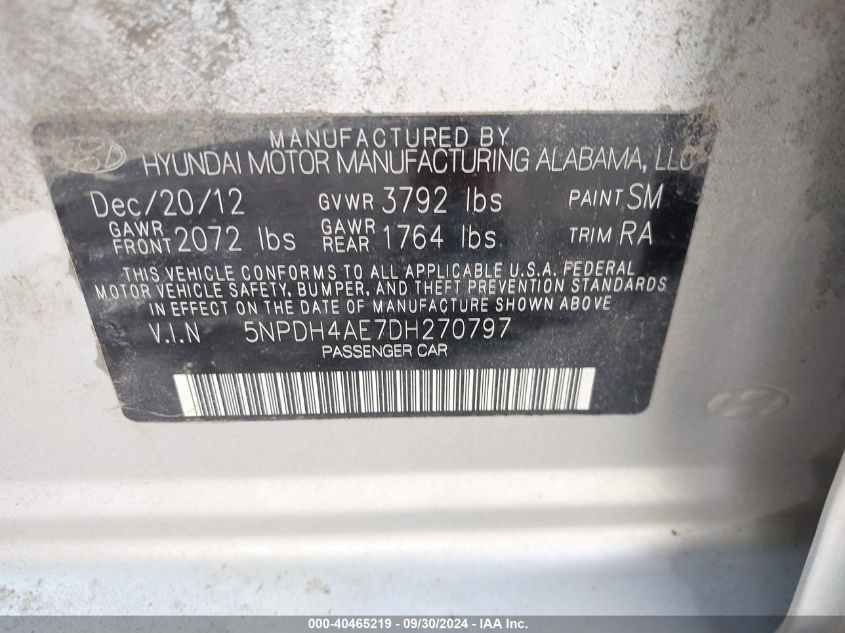 MANUFACTURED BY
HYUNDAI MOTOR MANUFACTURING ALABAMA, LLC
Dec/20/12 GVWR 3792 lbs PAINT SM
GAWR FRONT 2072 lbs GAWR REAR 1764 lbs TRIM RA
THIS VEHICLE CONFORMS TO ALL APPLICABLE U.S.A. FEDERAL
MOTOR VEHICLE SAFETY, BUMPER, AND THEFT PREVENTION STANDARDS
IN EFFECT ON THE DATE OF MANUFACTURE SHOWN ABOVE
V.I.N 5NPDH4AE7DH270797
PASSENGER CAR
000-40465219 - 09/30/2024 - © IAA, Inc.